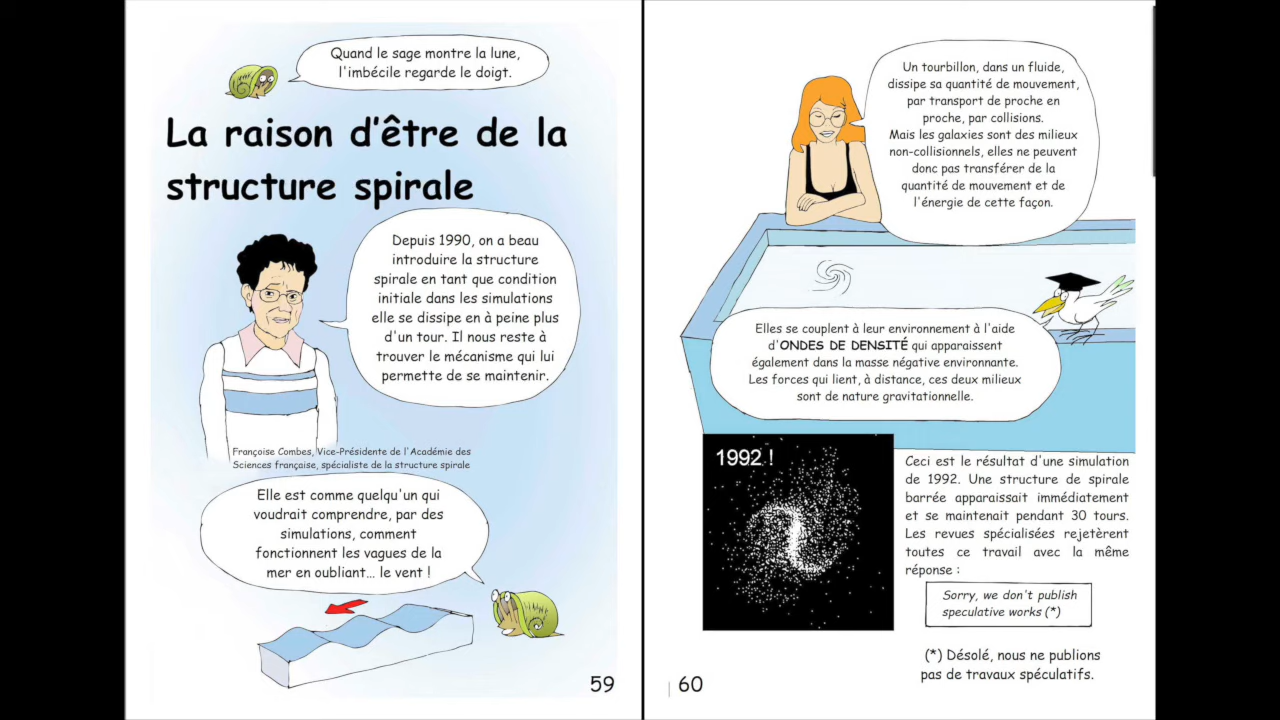 Quand le sage montre la lune,
l'imbécile regarde le doigt.
La raison d'être de la
structure spirale
Depuis 1990, on a beau
introduire la structure
spirale en tant que condition
initiale dans les simulations
elle se dissipe en à peine plus
d'un tour. Il nous reste à
trouver le mécanisme qui lui
permette de se maintenir.
Françoise Combes, Vice-Présidente de l'Académie des
Sciences française, spécialiste de la structure spirale
Elle est comme quelqu'un qui
voudrait comprendre, par des
simulations, comment
fonctionnent les vagues de la
mer en oubliant... le vent !
59
Un tourbillon, dans un fluide,
dissipe sa quantité de mouvement,
par transport de proche en
proche, par collisions.
Mais les galaxies sont des milieux
non-collisionnels, elles ne peuvent
donc pas transférer de la
quantité de mouvement et de
l'énergie de cette façon.
Elles se couplent à leur environnement à l'aide
d'ONDES DE DENSITÉ qui apparaissent
également dans la masse négative environnante.
Les forces qui lient, à distance, ces deux milieux
sont de nature gravitationnelle.
1992 !
Ceci est le résultat d'une simulation
de 1992. Une structure de spirale
barrée apparaissait immédiatement
et se maintenait pendant 30 tours.
Les revues spécialisées rejetèrent
toutes ce travail avec la même
réponse :
Sorry, we don't publish
speculative works (*)
(*) Désolé, nous ne publions
pas de travaux spéculatifs.
60